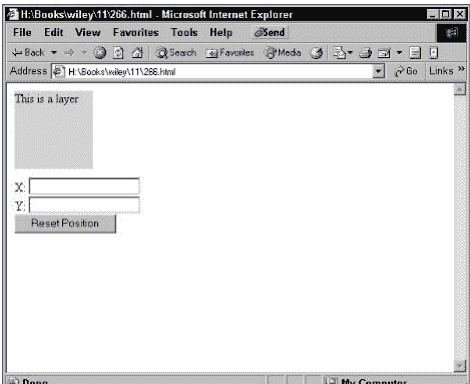 H:\Books\wiley\11\266.html - Microsoft Internet Explorer
File Edit View Favorites Tools Help Send
Back Search Favorites Media
Address H:\Books\wiley\11\266.html Go Links »
This is a layer
X:
Y:
Reset Position
Done My Computer